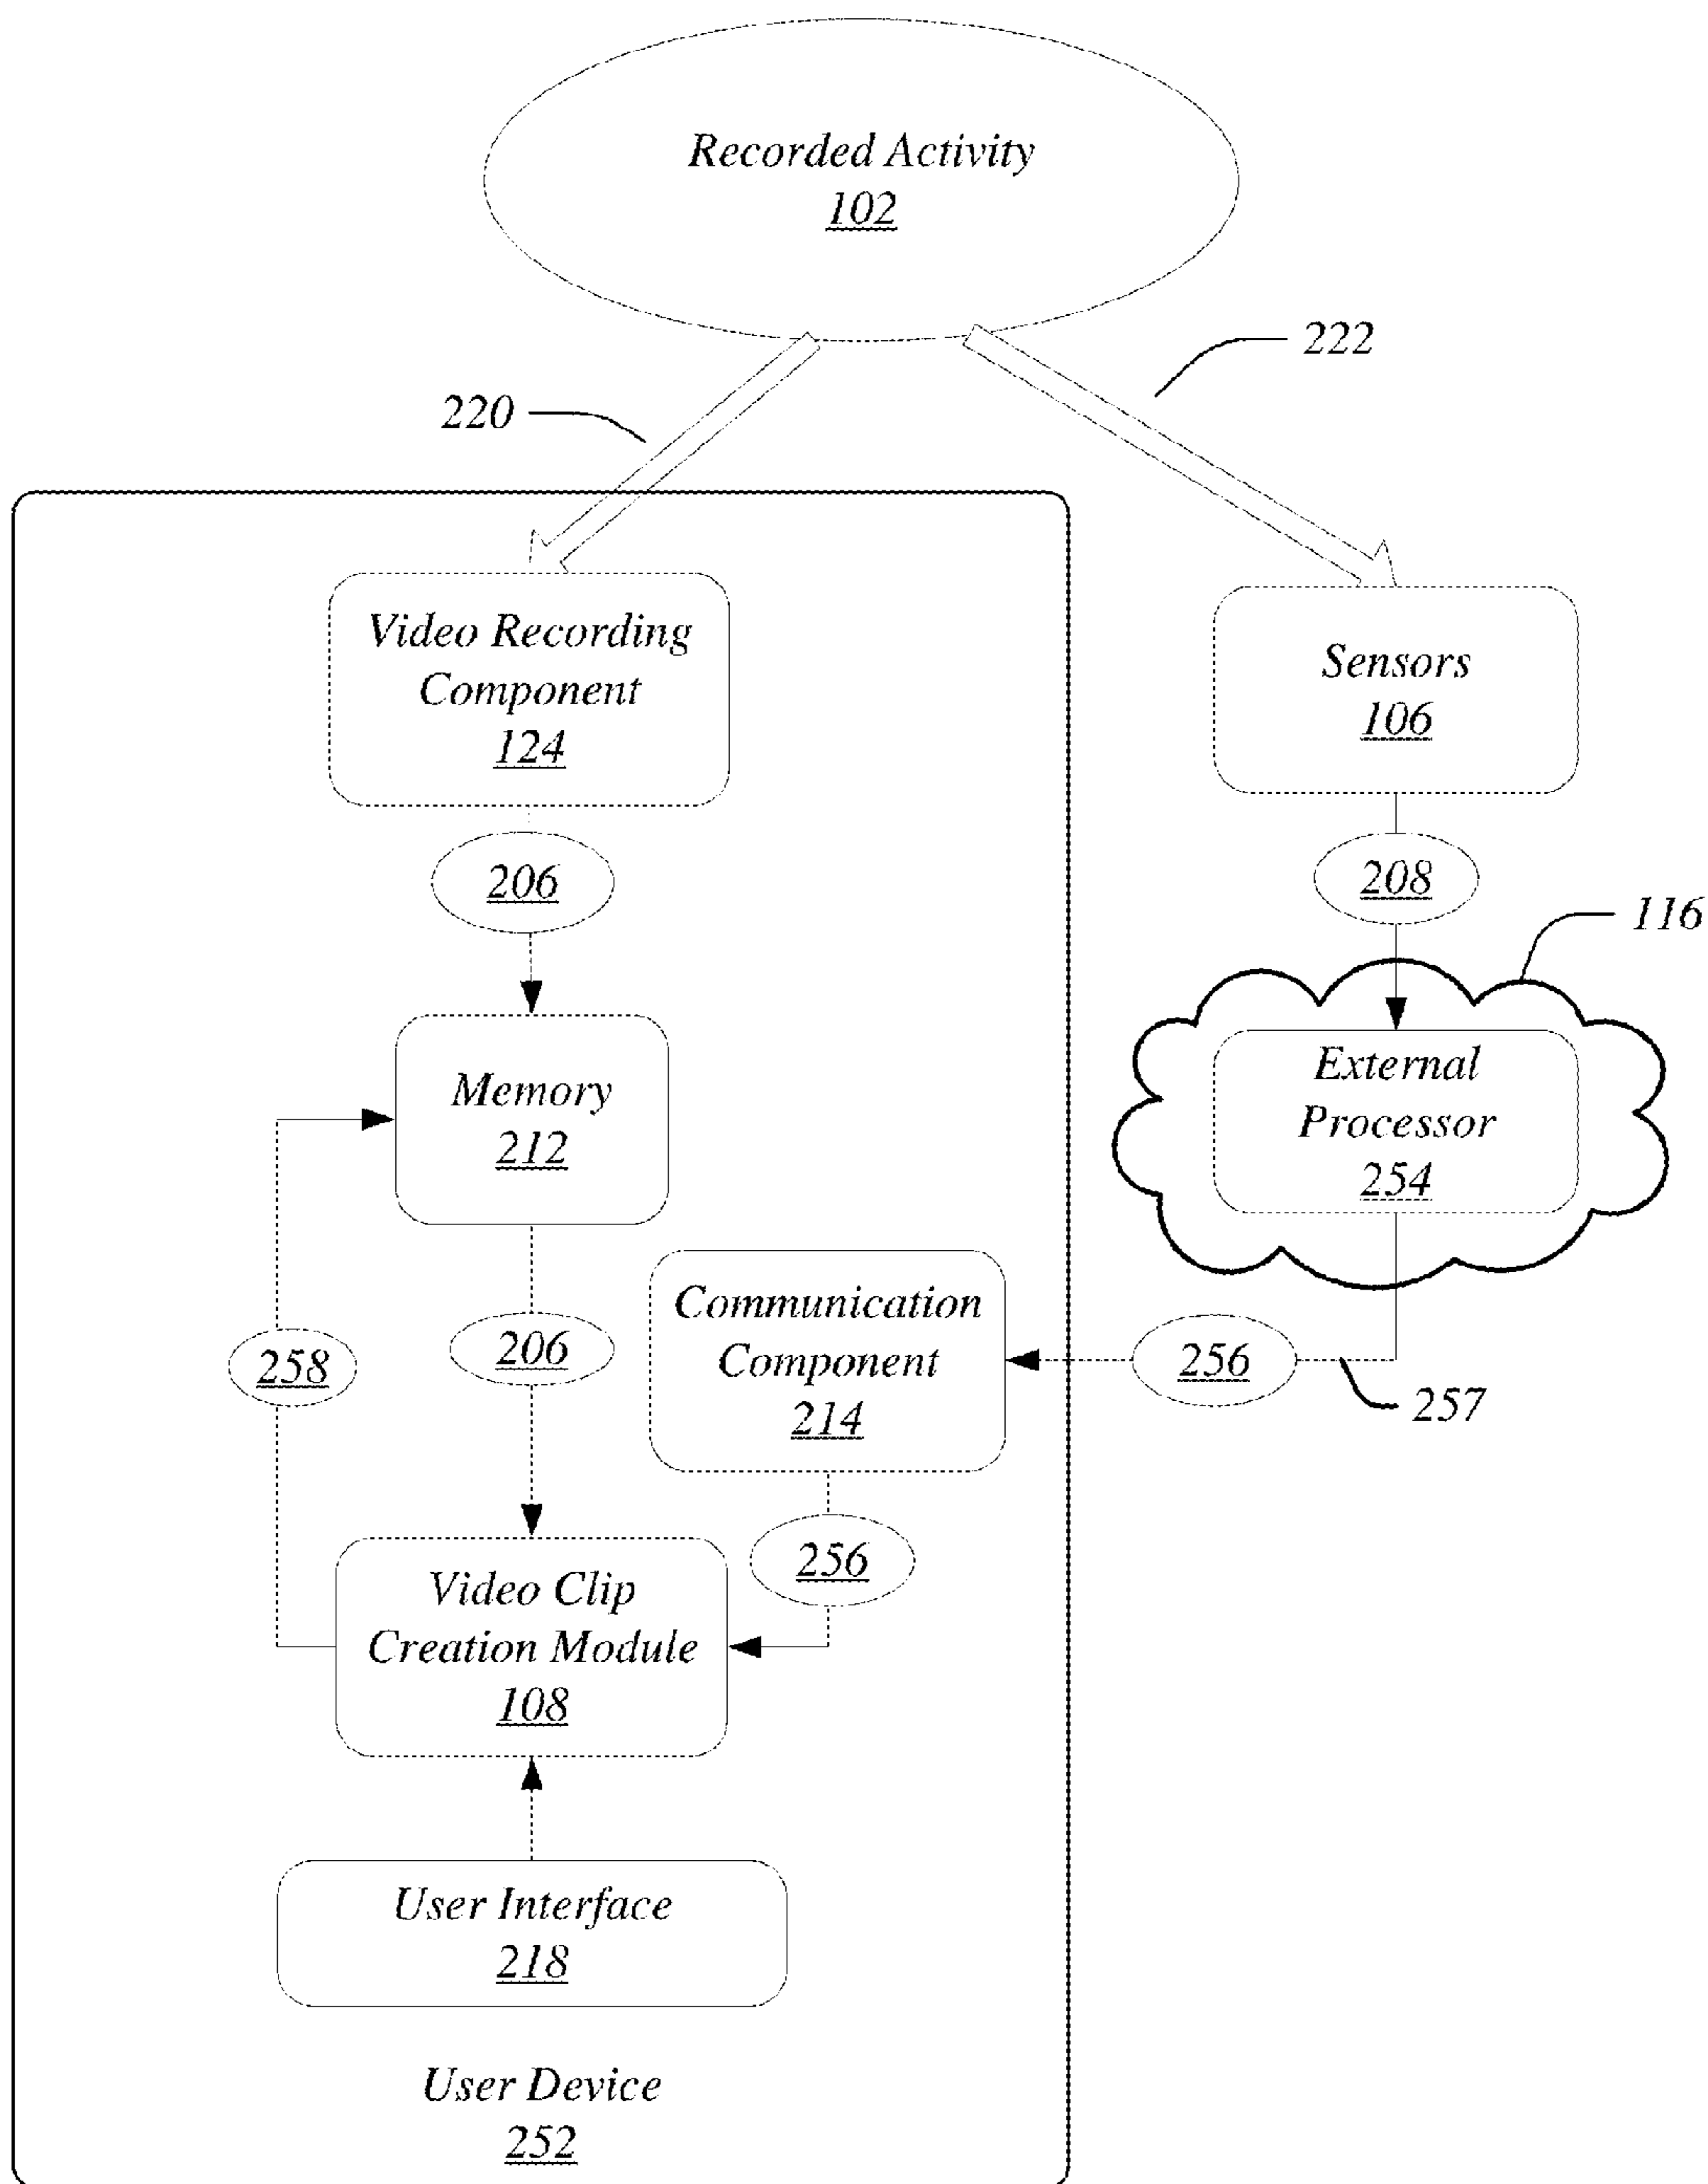 Recorded Activity
102
222
220
Video Recording
Component
124
Sensors
106
206
208
116
Memory
212
External
Processor
254
Communication
Component
214
258
206
256
257
256
Video Clip
Creation Module
108
User Interface
218
User Device
252